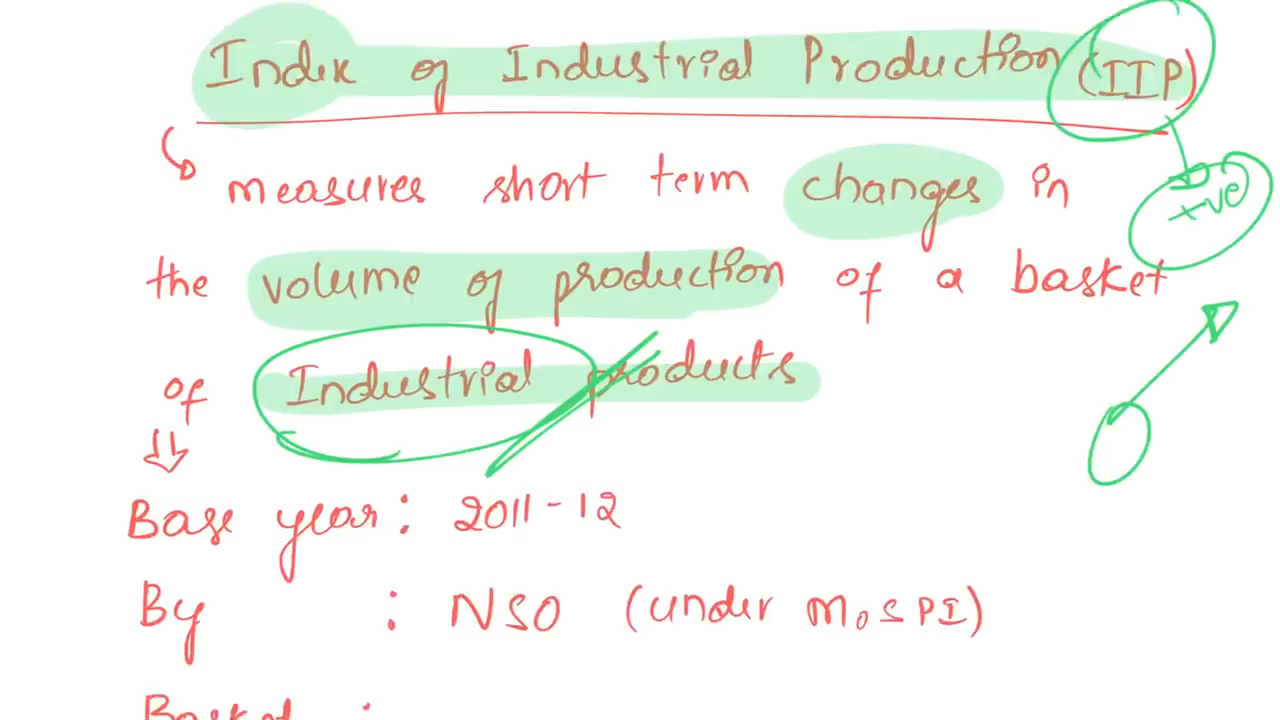 Index of Industrial Production (IIP)
measures short term changes in
+ve
the volume of production of a basket
of Industrial products
Base year : 2011-12
By : NSO (under MoSPI)
Basket :